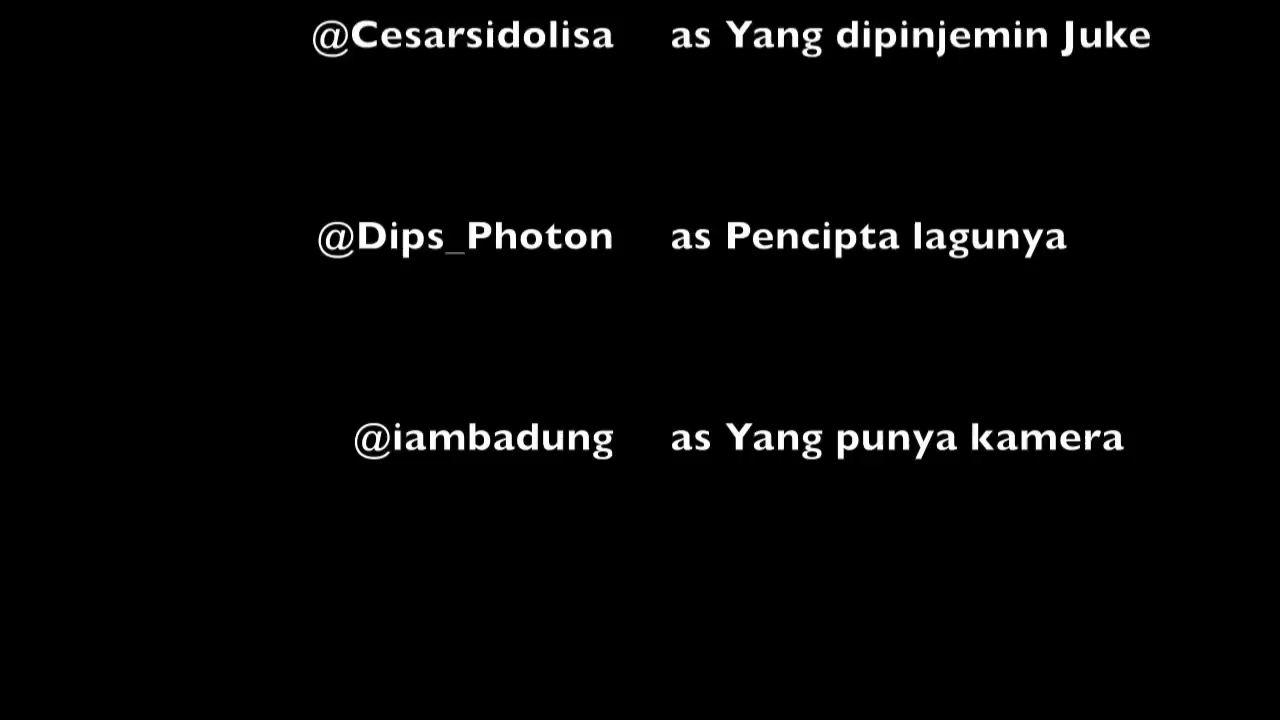 @Cesarsidolisa as Yang dipinjemin Juke
@Dips_Photon as Pencipta lagunya
@iambadung as Yang punya kamera